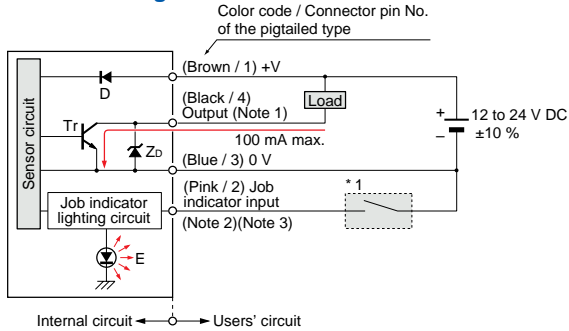 Color code / Connector pin No.
of the pigtailed type
(Brown / 1) +V
D
(Black / 4)
Output (Note 1)
Load
Tr
100 mA max.
ZD
+
–
12 to 24 V DC
±10 %
Sensor circuit
(Blue / 3) 0 V
(Pink / 2) Job
indicator input
(Note 2)(Note 3)
* 1
Job indicator
lighting circuit
E
Internal circuit
Users' circuit